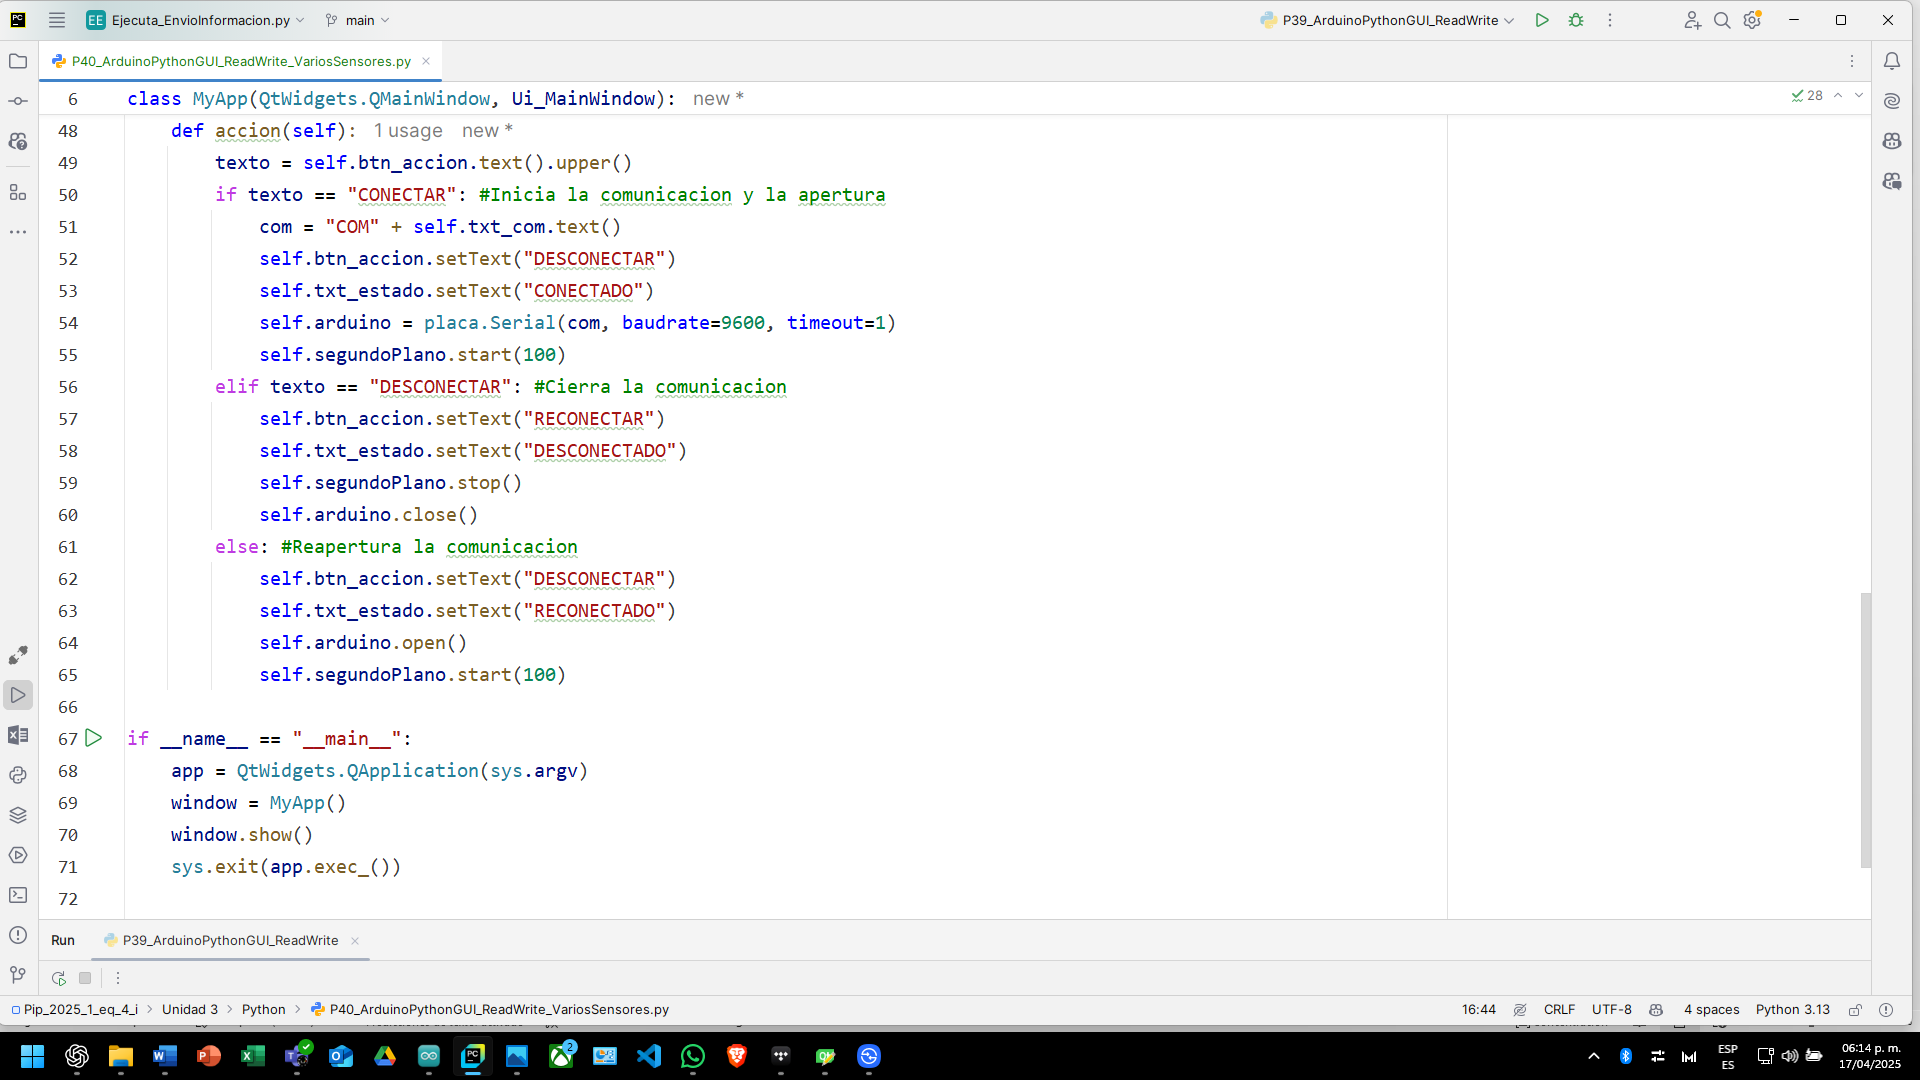 PC
EE Ejecuta_EnvioInformacion.py
main
P39_ArduinoPythonGUI_ReadWrite
P40_ArduinoPythonGUI_ReadWrite_VariosSensores.py
6 class MyApp(QtWidgets.QMainWindow, Ui_MainWindow): new *
28
48 def accion(self): 1 usage new *
49 texto = self.btn_accion.text().upper()
50 if texto == "CONECTAR": #Inicia la comunicacion y la apertura
51 com = "COM" + self.txt_com.text()
52 self.btn_accion.setText("DESCONECTAR")
53 self.txt_estado.setText("CONECTADO")
54 self.arduino = placa.Serial(com, baudrate=9600, timeout=1)
55 self.segundoPlano.start(100)
56 elif texto == "DESCONECTAR": #Cierra la comunicacion
57 self.btn_accion.setText("RECONECTAR")
58 self.txt_estado.setText("DESCONECTADO")
59 self.segundoPlano.stop()
60 self.arduino.close()
61 else: #Reapertura la comunicacion
62 self.btn_accion.setText("DESCONECTAR")
63 self.txt_estado.setText("RECONECTADO")
64 self.arduino.open()
65 self.segundoPlano.start(100)
66
67 if __name__ == "__main__":
68 app = QtWidgets.QApplication(sys.argv)
69 window = MyApp()
70 window.show()
71 sys.exit(app.exec_())
72
Run P39_ArduinoPythonGUI_ReadWrite
Pip_2025_1_eq_4_i > Unidad 3 > Python > P40_ArduinoPythonGUI_ReadWrite_VariosSensores.py
16:44 CRLF UTF-8 4 spaces Python 3.13
2
ESP
ES
06:14 p. m.
17/04/2025